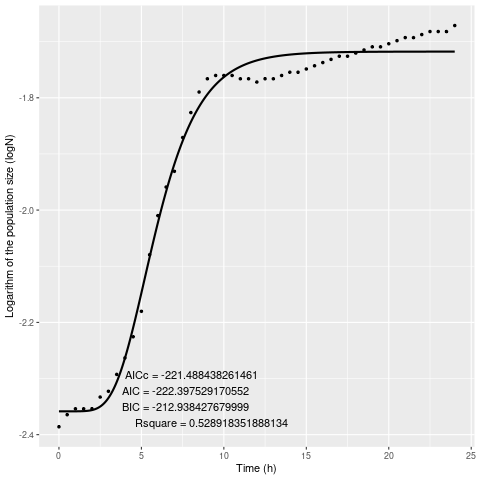 Logarithm of the population size (logN)
-1.8
-2.0
-2.2
-2.4
AICc = -221.488438261461
AIC = -222.397529170552
BIC = -212.938427679999
Rsquare = 0.528918351888134
0 5 10 15 20 25
Time (h)